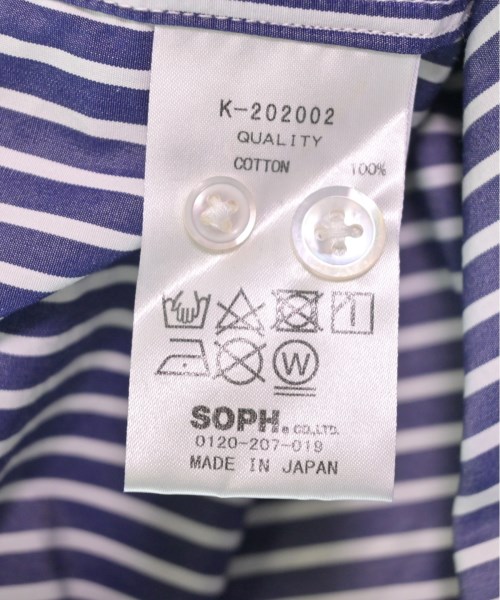 K-202002
QUALITY
COTTON 100%
W
SOPH. CO.,LTD.
0120-207-019
MADE IN JAPAN